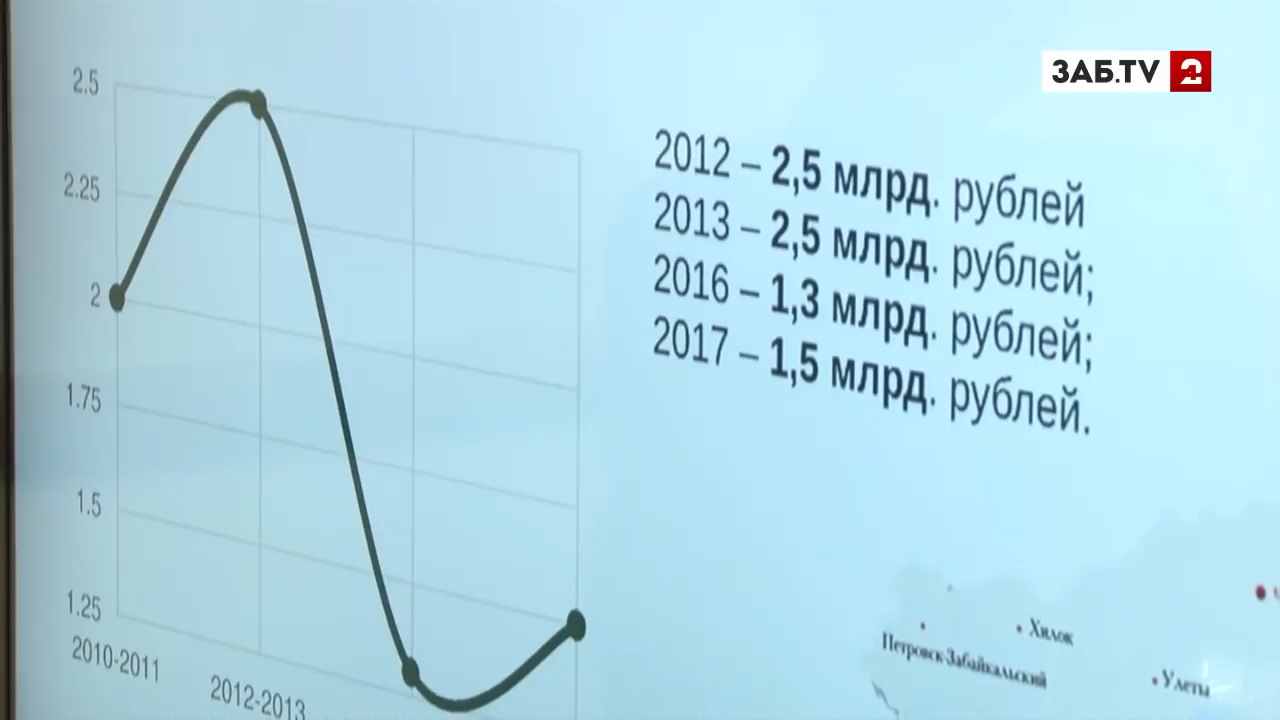 ЗАБ.TV 24
2.5
2.25
2
1.75
1.5
1.25
2010-2011
2012-2013
2012 – 2,5 млрд. рублей
2013 – 2,5 млрд. рублей;
2016 – 1,3 млрд. рублей;
2017 – 1,5 млрд. рублей.
Хилок
Петровск-Забайкальский
Улеты